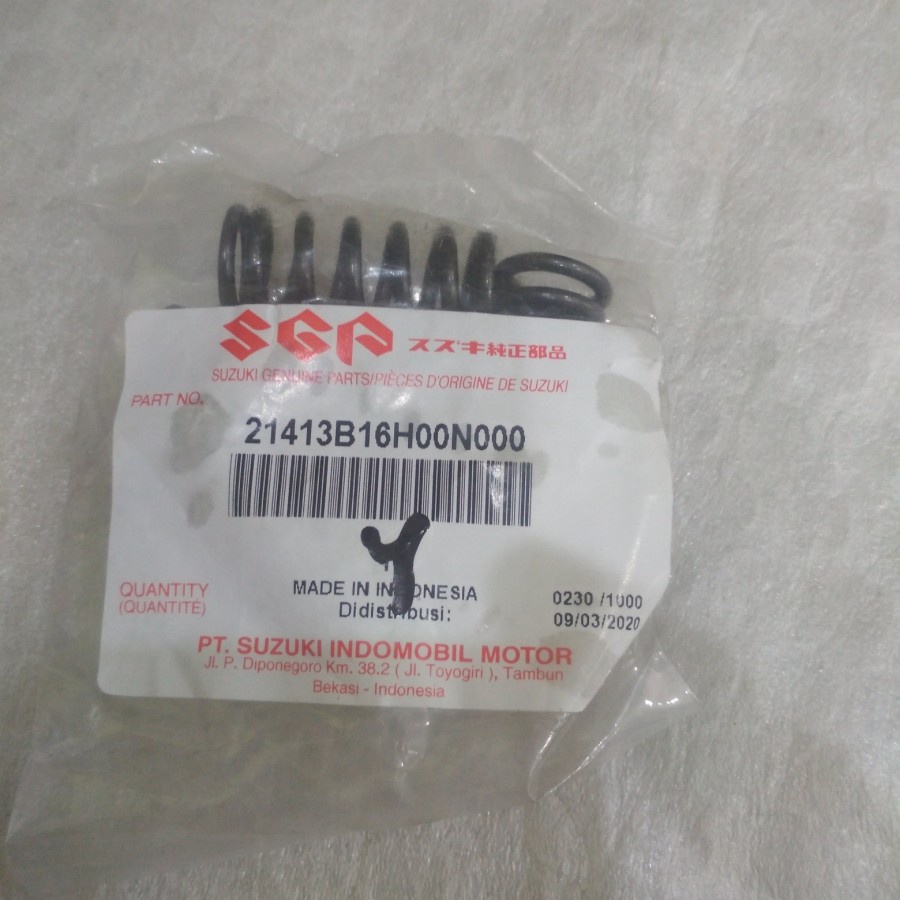 SGP スズキ純正部品
SUZUKI GENUINE PARTS/PIÈCES D'ORIGINE DE SUZUKI
PART NO.
21413B16H00N000
QUANTITY
(QUANTITÉ)
MADE IN INDONESIA
Didistribusi:
0230 /1000
09/03/2020
PT. SUZUKI INDOMOBIL MOTOR
Jl. P. Diponegoro Km. 38.2 ( Jl. Toyogiri ), Tambun
Bekasi - Indonesia